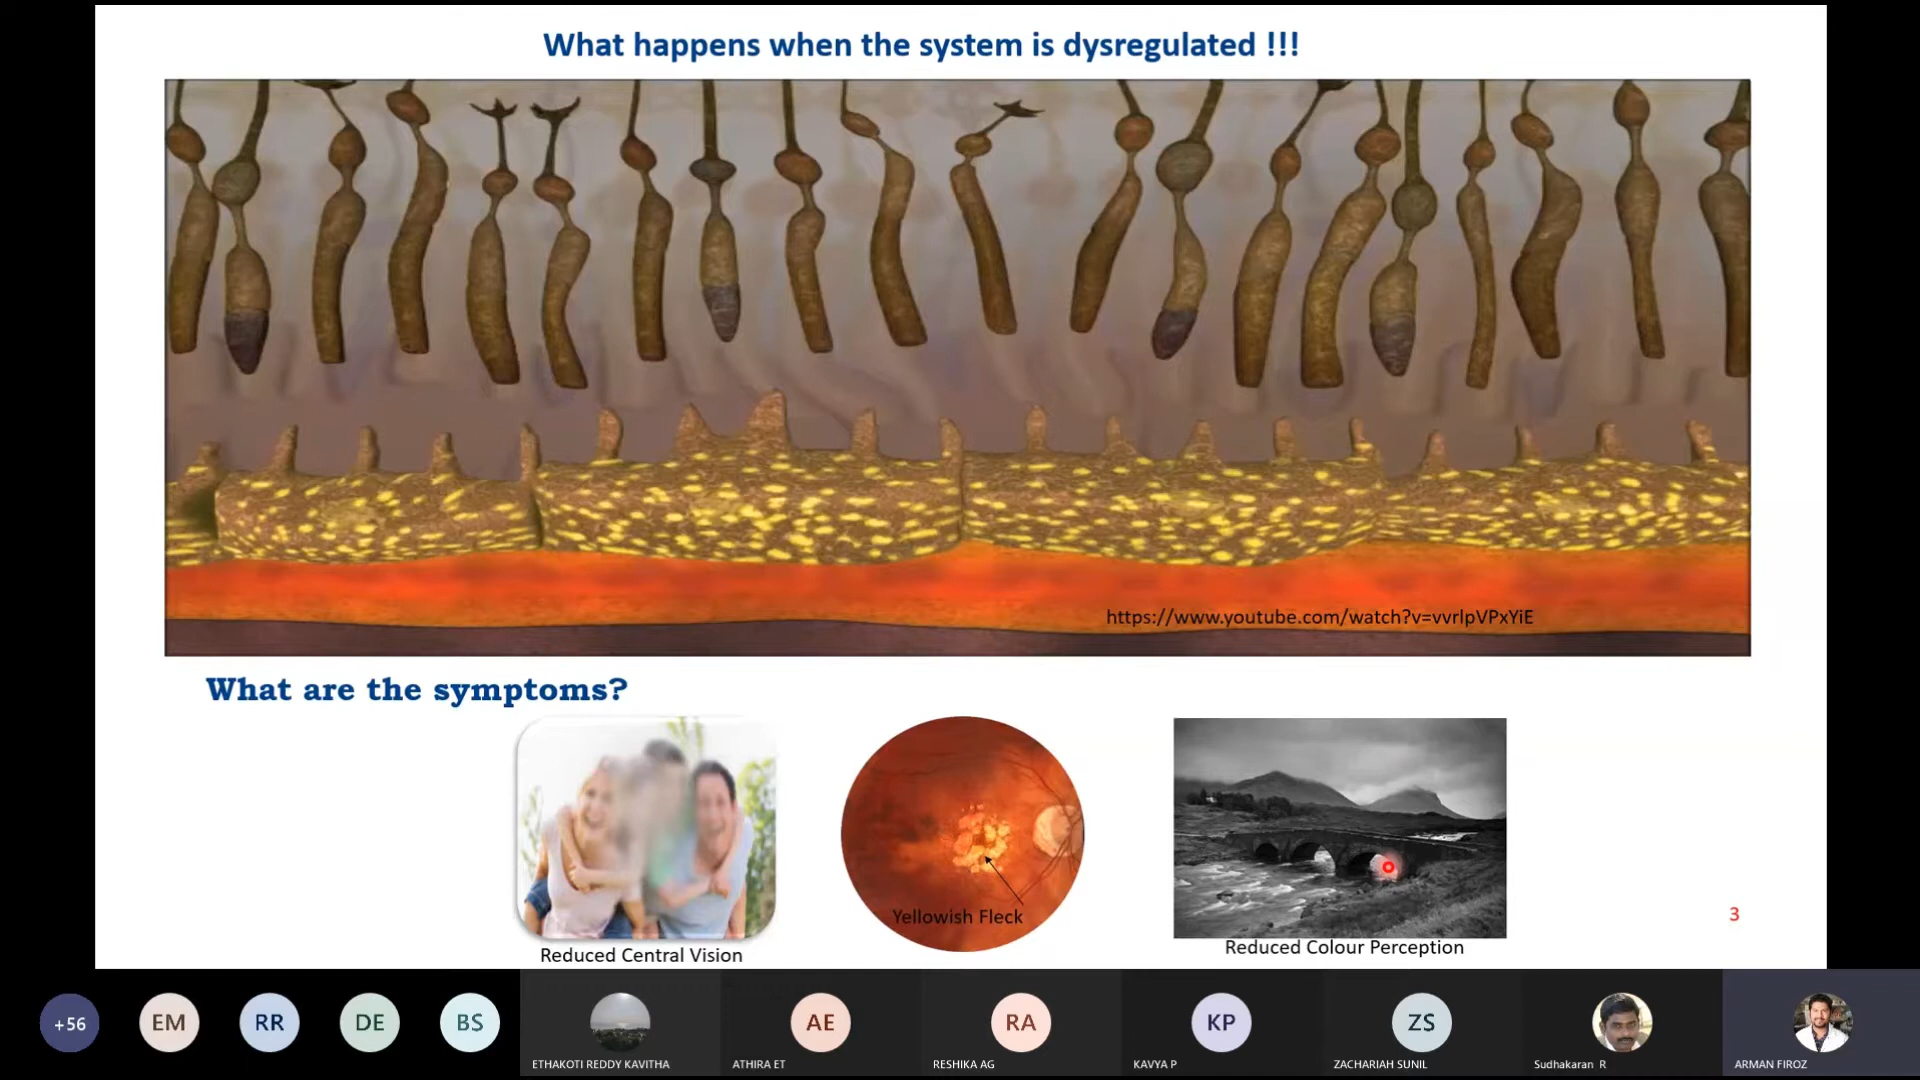 What happens when the system is dysregulated !!!
https://www.youtube.com/watch?v=vvrlpVPxYiE
What are the symptoms?
Yellowish Fleck
3
Reduced Central Vision
Reduced Colour Perception
+56
EM
RR
DE
BS
AE
RA
KP
ZS
ETHAKOTI REDDY KAVITHA
ATHIRA ET
RESHIKA AG
KAVYA P
ZACHARIAH SUNIL
Sudhakaran R
ARMAN FIROZ